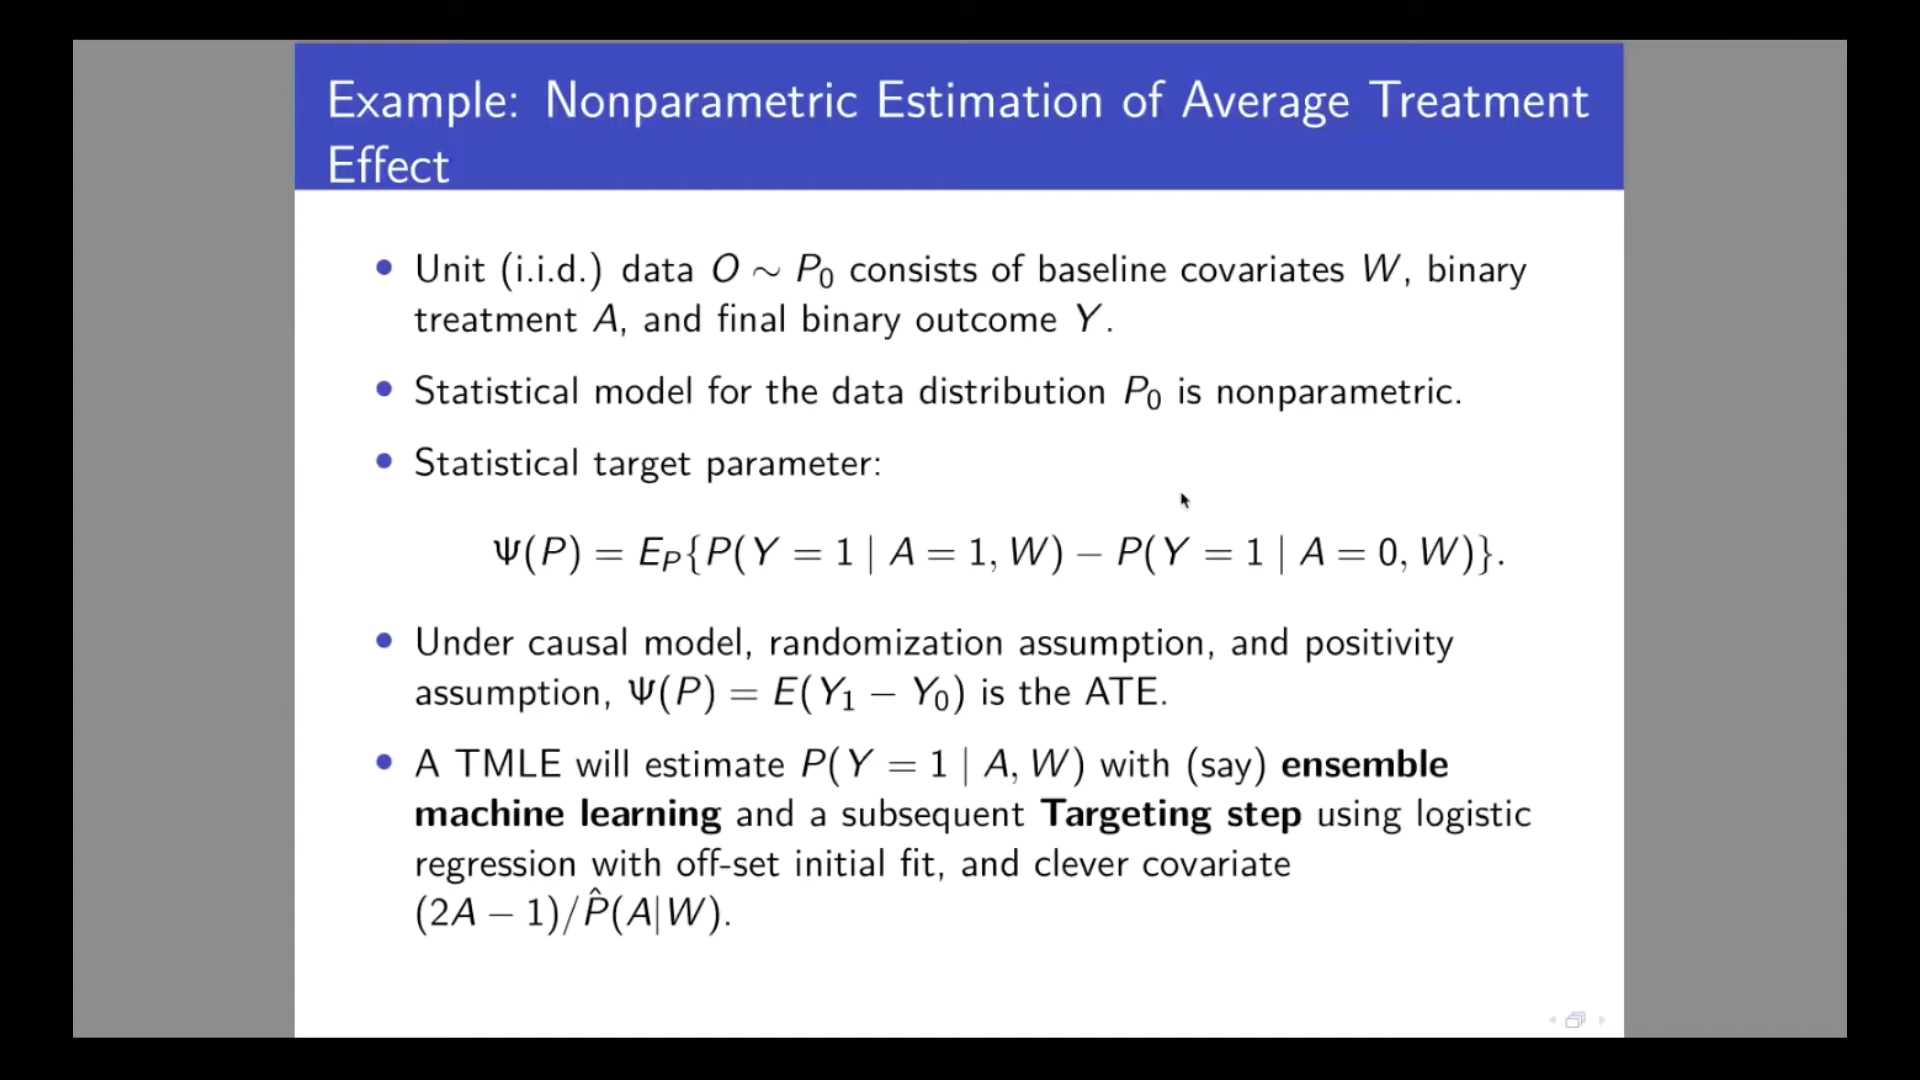 Example: Nonparametric Estimation of Average Treatment
Effect
• Unit (i.i.d.) data O ∼ P₀ consists of baseline covariates W, binary
treatment A, and final binary outcome Y.
• Statistical model for the data distribution P₀ is nonparametric.
• Statistical target parameter:
Ψ(P) = E_P{P(Y = 1 | A = 1, W) − P(Y = 1 | A = 0, W)}.
• Under causal model, randomization assumption, and positivity
assumption, Ψ(P) = E(Y₁ − Y₀) is the ATE.
• A TMLE will estimate P(Y = 1 | A, W) with (say) ensemble
machine learning and a subsequent Targeting step using logistic
regression with off-set initial fit, and clever covariate
(2A − 1)/P̂(A|W).